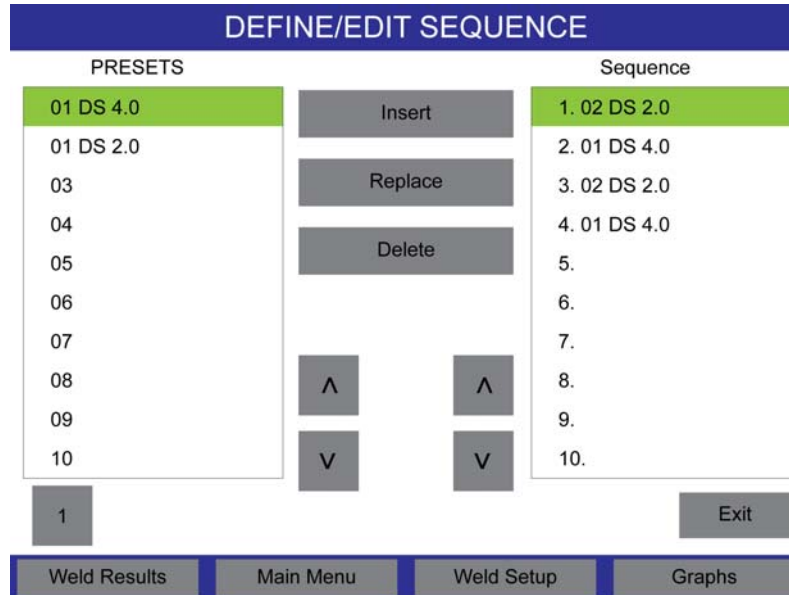 DEFINE/EDIT SEQUENCE
PRESETS
01 DS 4.0
01 DS 2.0
03
04
05
06
07
08
09
10
1
Insert
Replace
Delete
Λ
V
Λ
V
Sequence
1. 02 DS 2.0
2. 01 DS 4.0
3. 02 DS 2.0
4. 01 DS 4.0
5.
6.
7.
8.
9.
10.
Exit
Weld Results
Main Menu
Weld Setup
Graphs